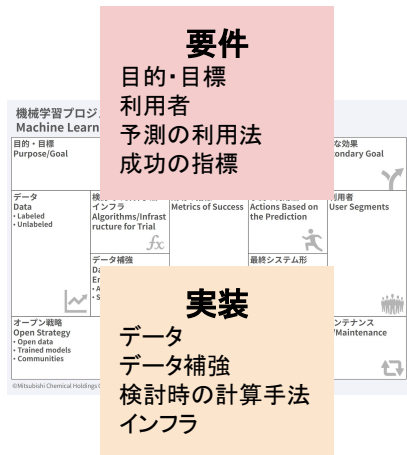 要件
目的・目標
利用者
予測の利用法
成功の指標
機械学習プロジ
Machine Learn
目的・目標
Purpose/Goal
な効果
ondary Goal
データ
Data
• Labeled
• Unlabeled
インフラ
Algorithms/Infrast
ructure for Trial
fx
Metrics of Success
Actions Based on
the Prediction
利用者
User Segments
データ補強
最終システム形
実装
データ
データ補強
検討時の計算手法
インフラ
オープン戦略
Open Strategy
• Open data
• Trained models
• Communities
ンテナンス
/Maintenance
©Mitsubishi Chemical Holdings